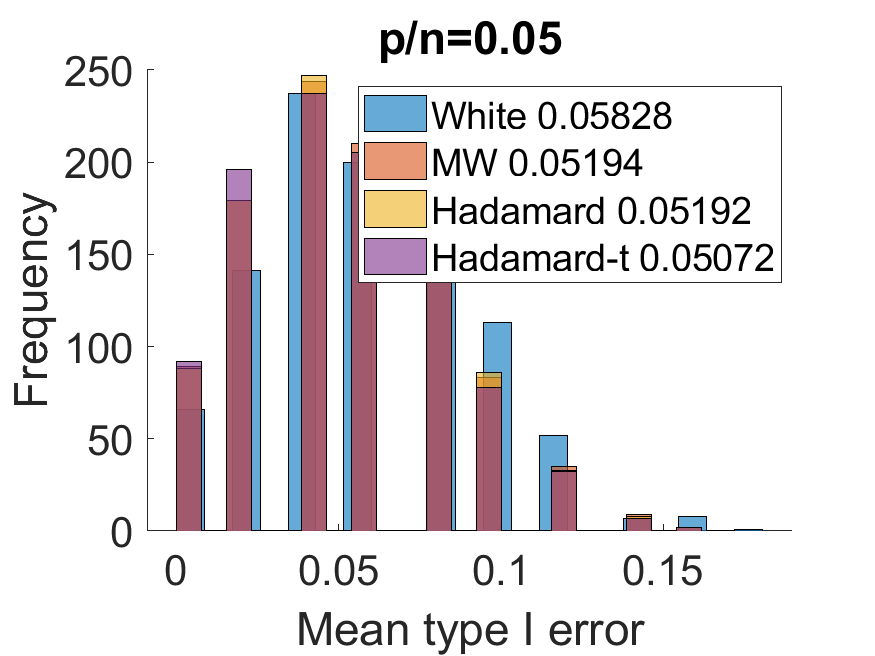 p/n=0.05
250
200
150
100
50
0
Frequency
White 0.05828
MW 0.05194
Hadamard 0.05192
Hadamard-t 0.05072
0 0.05 0.1 0.15
Mean type I error